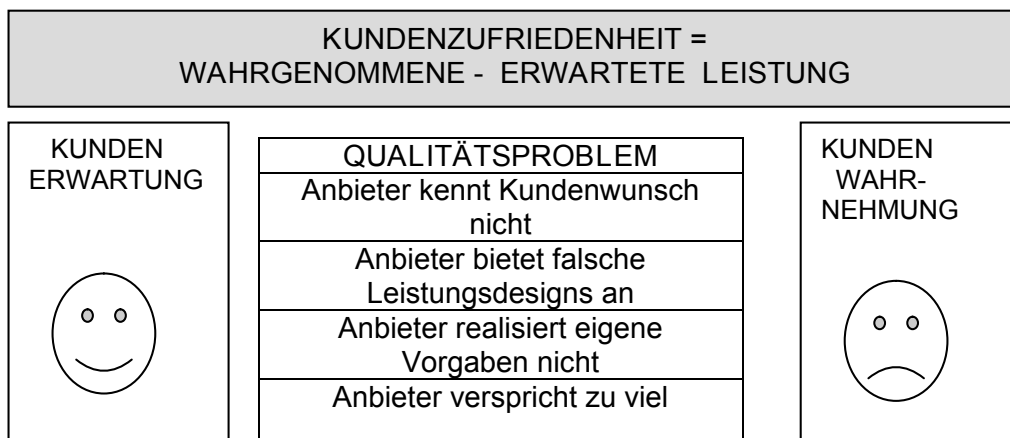 KUNDENZUFRIEDENHEIT =
WAHRGENOMMENE - ERWARTETE LEISTUNG
KUNDEN
ERWARTUNG
QUALITÄTSPROBLEM
Anbieter kennt Kundenwunsch
nicht
Anbieter bietet falsche
Leistungsdesigns an
Anbieter realisiert eigene
Vorgaben nicht
Anbieter verspricht zu viel
KUNDEN
WAHR-
NEHMUNG